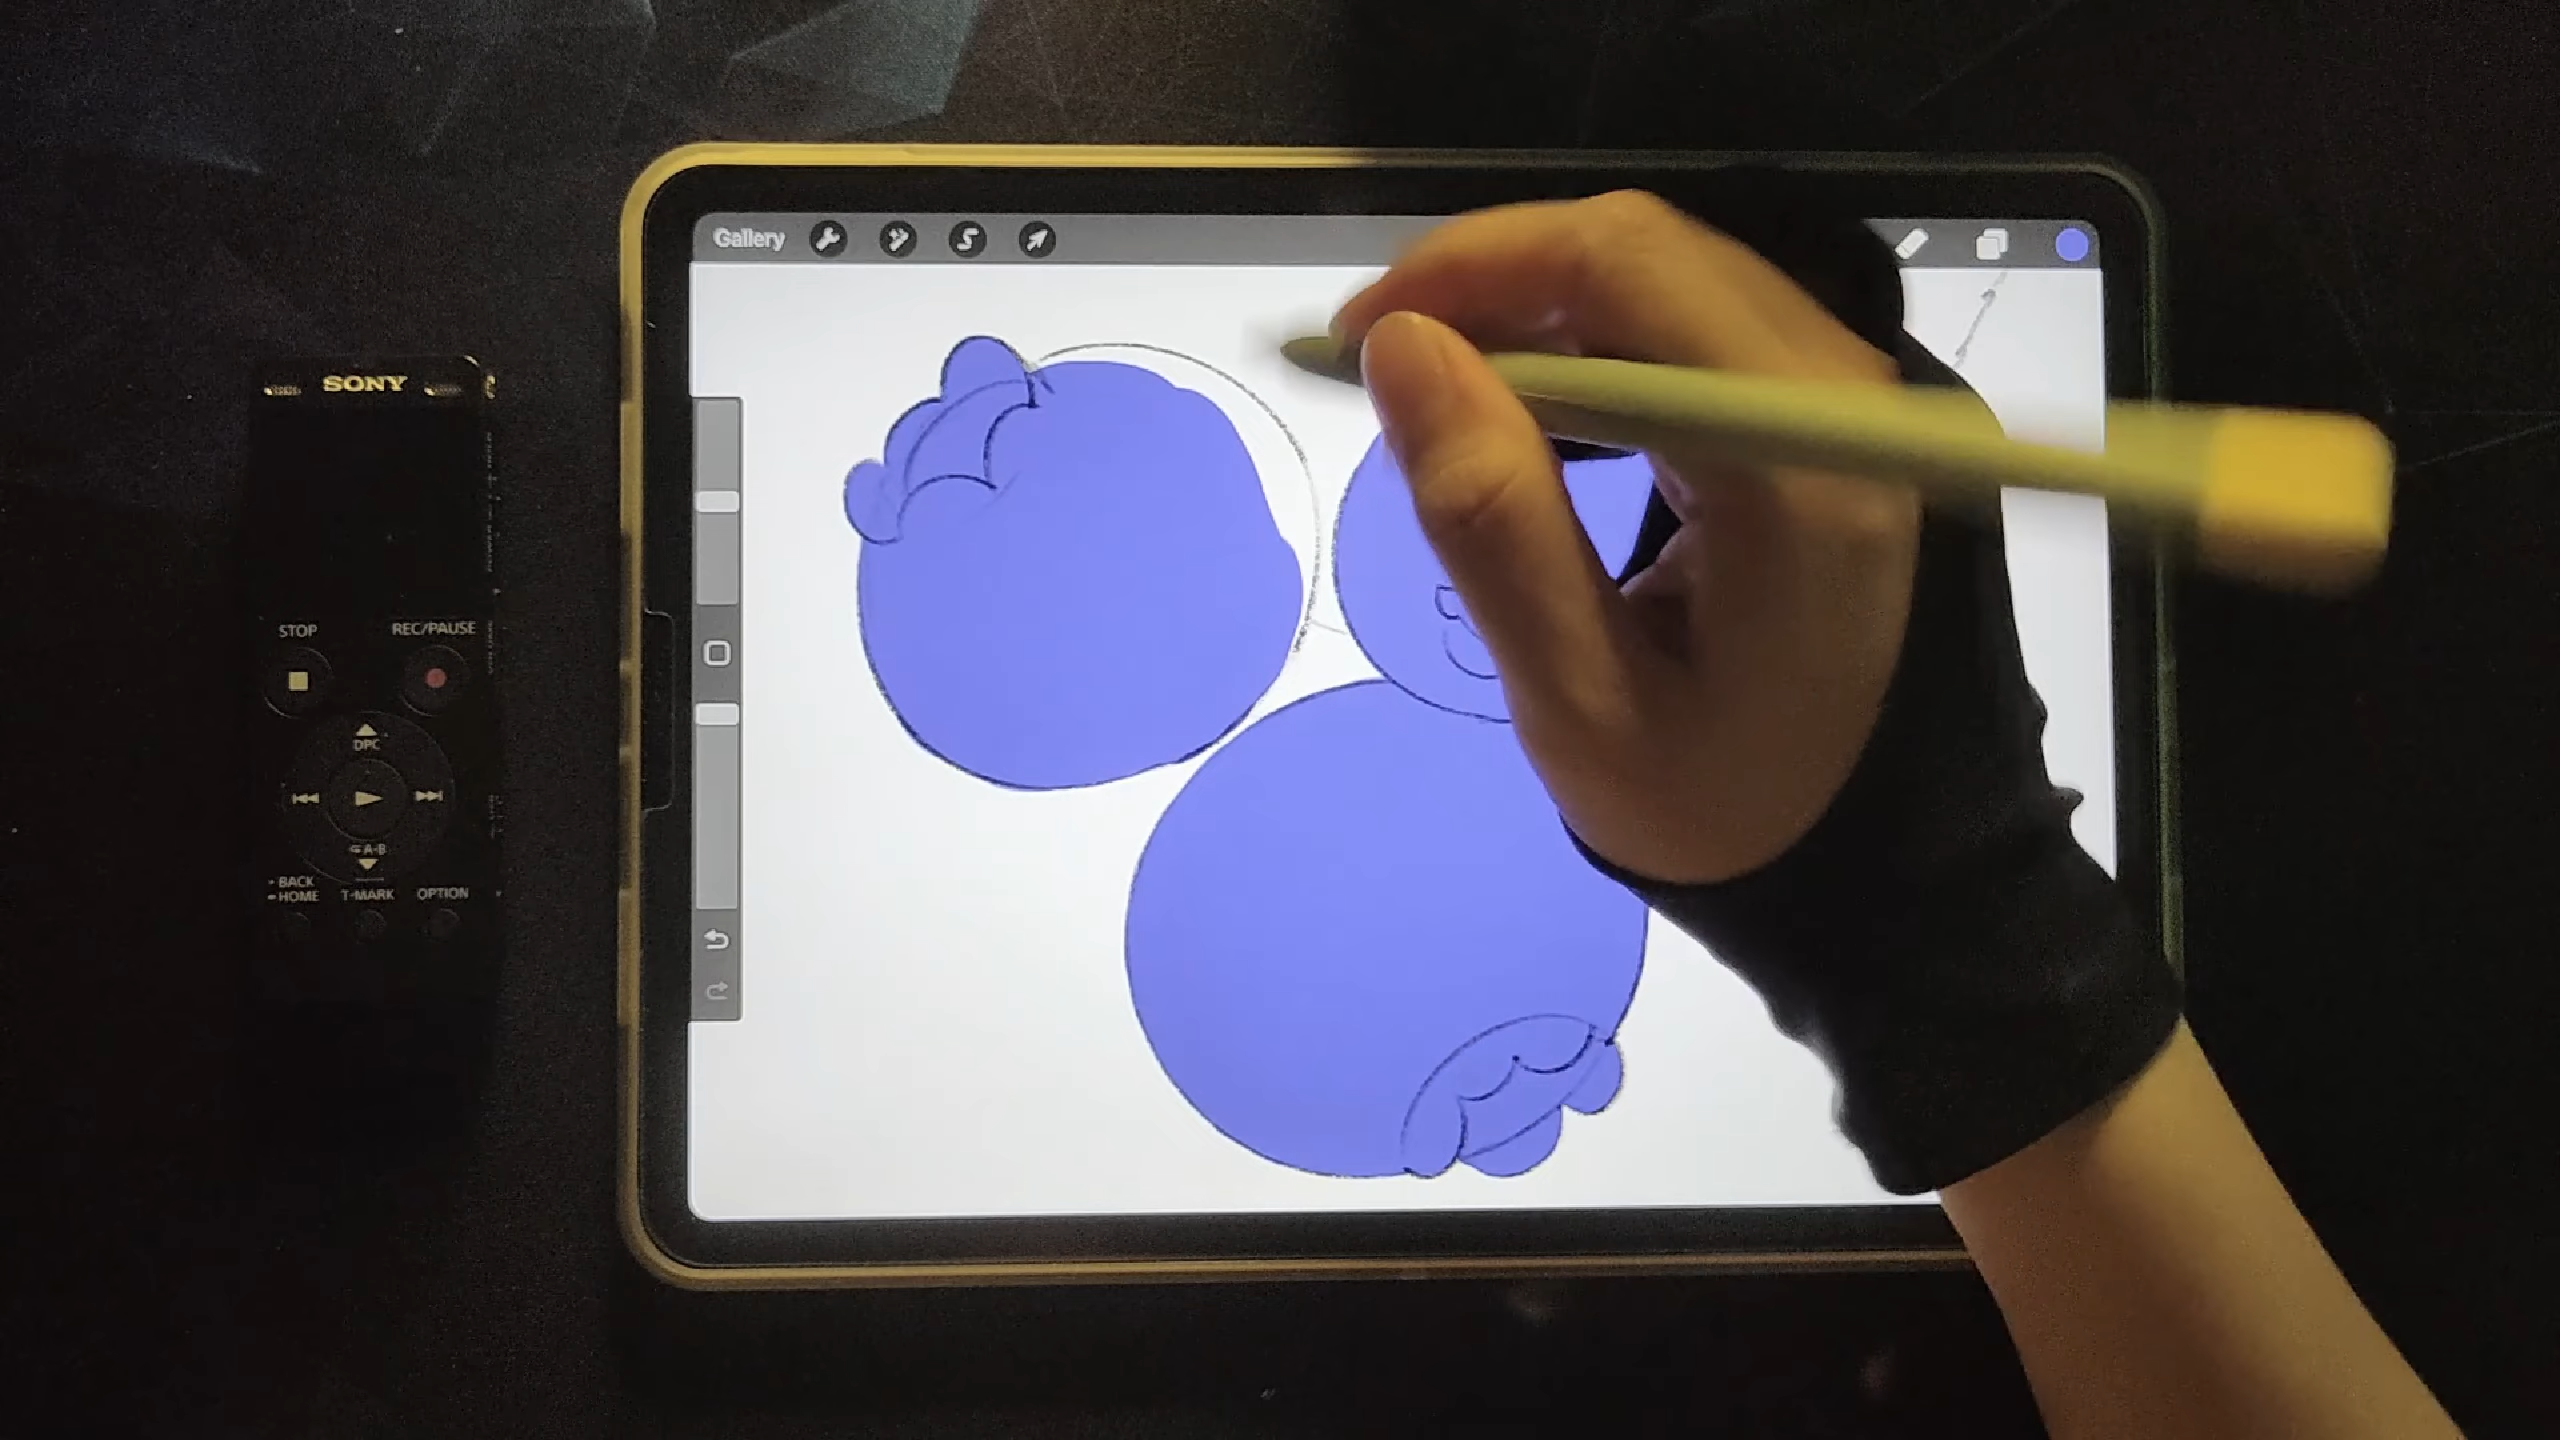 Gallery
SONY
STOP
REC/PAUSE
DPC
A-B
BACK
HOME
T-MARK
OPTION